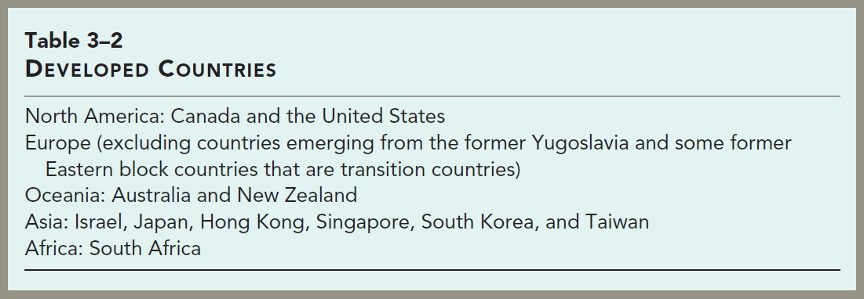 Table 3–2
DEVELOPED COUNTRIES
North America: Canada and the United States
Europe (excluding countries emerging from the former Yugoslavia and some former
Eastern block countries that are transition countries)
Oceania: Australia and New Zealand
Asia: Israel, Japan, Hong Kong, Singapore, South Korea, and Taiwan
Africa: South Africa